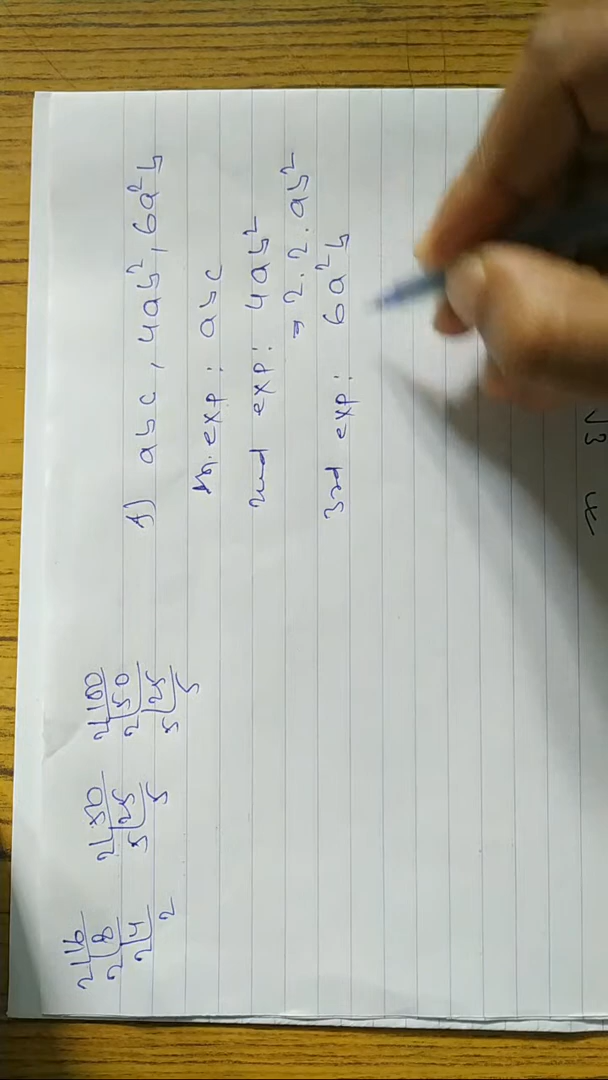 1) abc, 4ab², 6a²b
1st. exp: abc
2nd exp: 4ab²
= 2.2.ab²
3rd exp: 6a²b
2|16
2|8
2|4
2
2|50
5|25
5
2|100
2|50
5|25
5